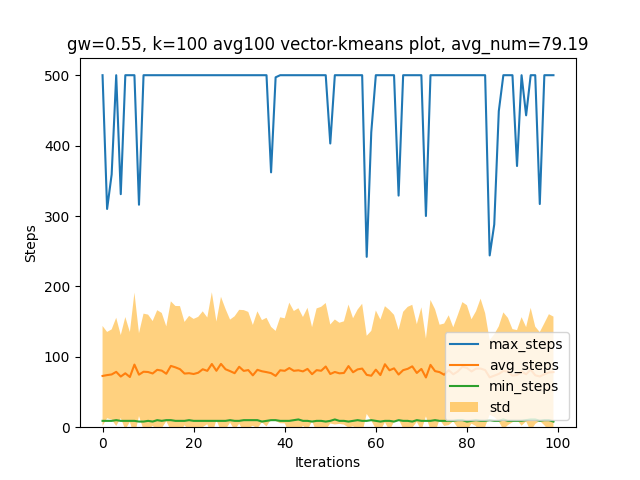 gw=0.55, k=100 avg100 vector-kmeans plot, avg_num=79.19
500
400
300
200
100
0
Steps
max_steps
avg_steps
min_steps
std
0
20
40
60
80
100
Iterations